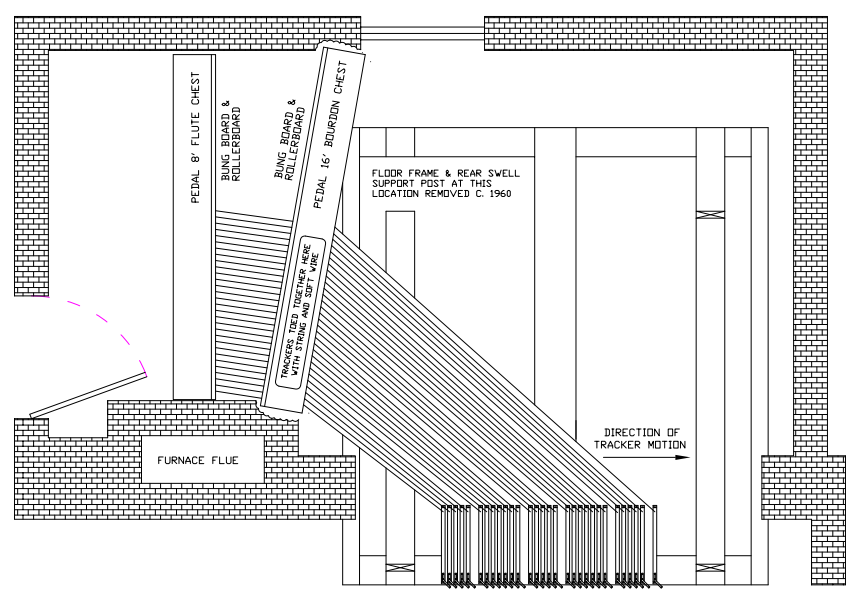 PEDAL 8' FLUTE CHEST
BUNG BOARD &
ROLLERBOARD
BUNG BOARD &
ROLLERBOARD
PEDAL 16' BOURDON CHEST
TRACKERS TOED TOGETHER HERE
WITH STRING AND SOFT WIRE
FLOOR FRAME & REAR SWELL
SUPPORT POST AT THIS
LOCATION REMOVED C. 1960
DIRECTION OF
TRACKER MOTION
FURNACE FLUE